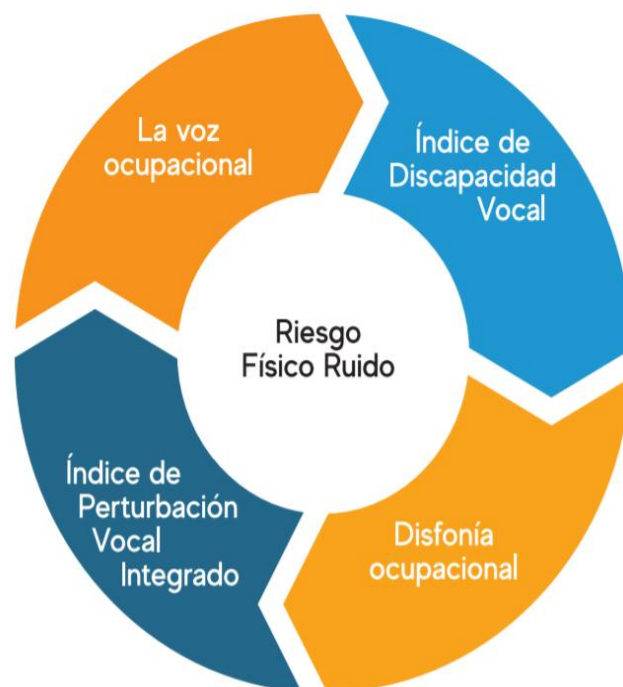 La voz
ocupacional
Índice de
Discapacidad
Vocal
Riesgo
Físico Ruido
Índice de
Perturbación
Vocal
Integrado
Disfonía
ocupacional